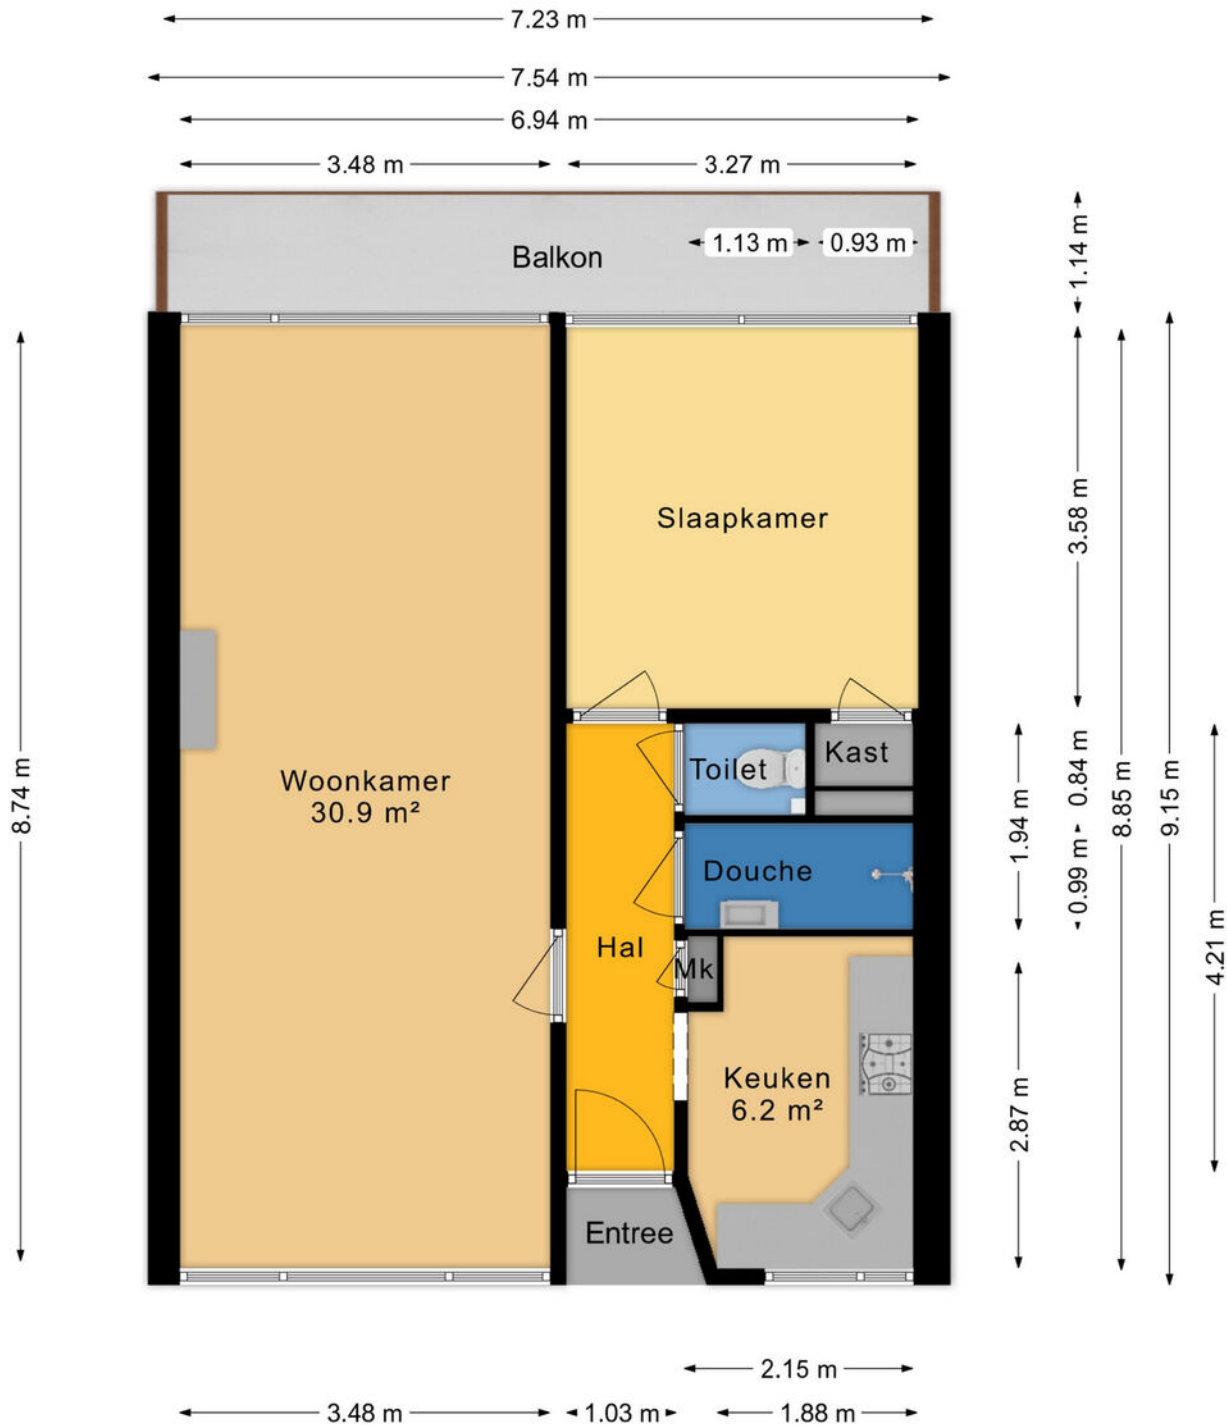 7.23 m
7.54 m
6.94 m
3.48 m
3.27 m
Balkon
1.13 m
0.93 m
1.14 m
Slaapkamer
3.58 m
Woonkamer
30.9 m²
8.74 m
Toilet
Kast
0.84 m
1.94 m
8.85 m
9.15 m
Douche
0.99 m
Hal
Mk
4.21 m
Keuken
6.2 m²
2.87 m
Entree
2.15 m
3.48 m
1.03 m
1.88 m